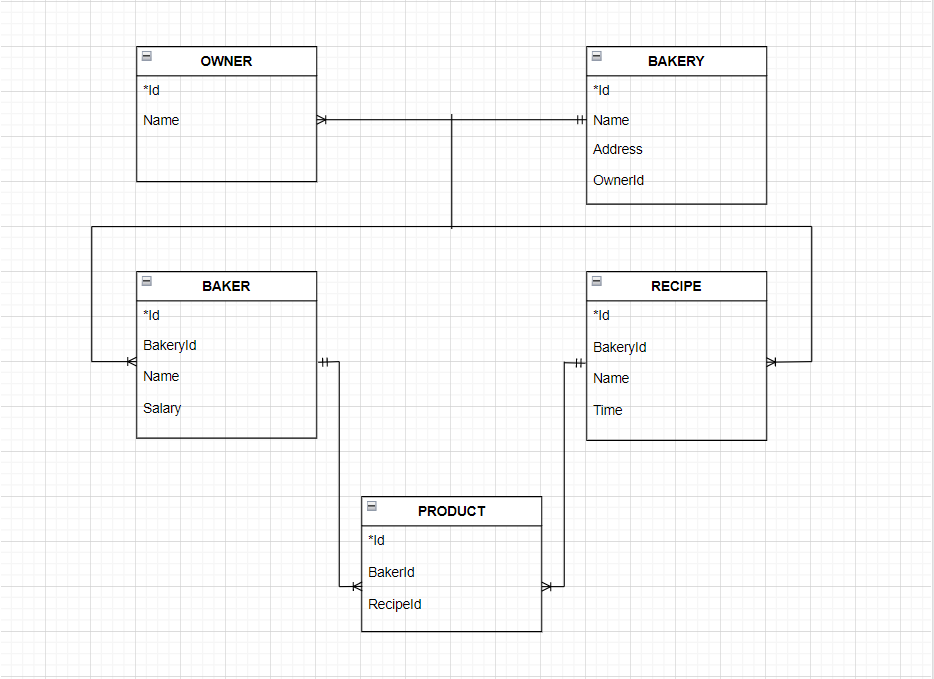 OWNER
*Id
Name
BAKERY
*Id
Name
Address
OwnerId
BAKER
*Id
BakeryId
Name
Salary
RECIPE
*Id
BakeryId
Name
Time
PRODUCT
*Id
BakerId
RecipeId